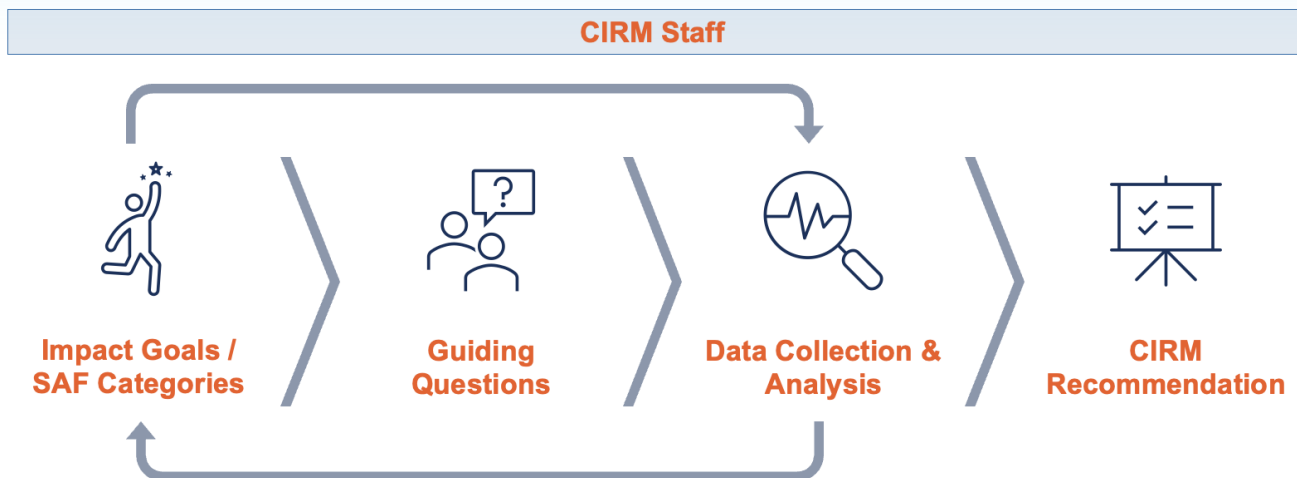 CIRM Staff
?
Impact Goals /
SAF Categories
Guiding
Questions
Data Collection &
Analysis
CIRM
Recommendation